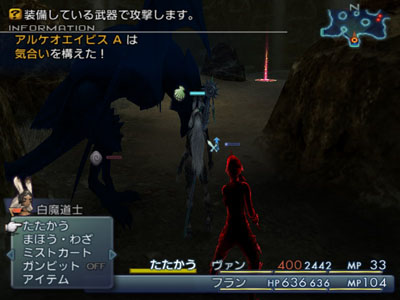 装備している武器で攻撃します。
INFORMATION
アルケオエイビス A は
気合いを構えた！
白魔道士
たたかう
まほう・わざ
ミストカート
ガンビット OFF
アイテム
たたかう
ヴァン 400 2442 MP 33
フラン HP 636 636 MP 104